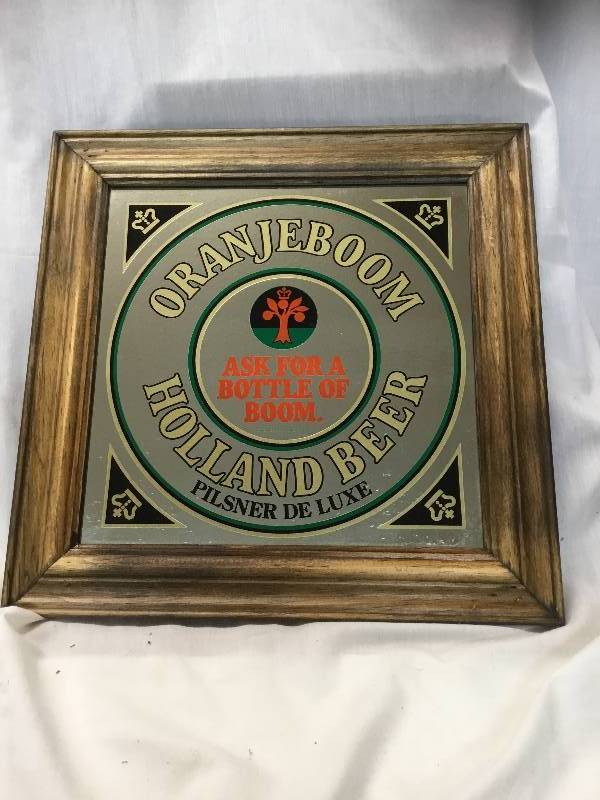 ORANJEBOOM
ASK FOR A
BOTTLE OF
BOOM.
HOLLAND BEER
PILSNER DE LUXE